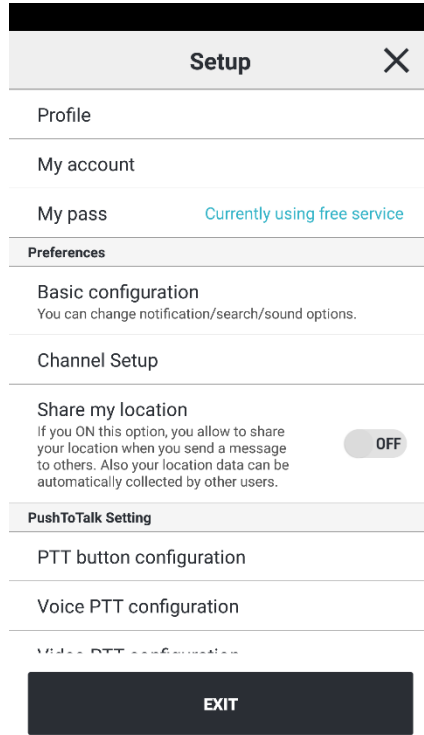 Setup
Profile
My account
My pass Currently using free service
Preferences
Basic configuration
You can change notification/search/sound options.
Channel Setup
Share my location
If you ON this option, you allow to share
your location when you send a message
to others. Also your location data can be
automatically collected by other users.
OFF
PushToTalk Setting
PTT button configuration
Voice PTT configuration
Video PTT configuration
EXIT